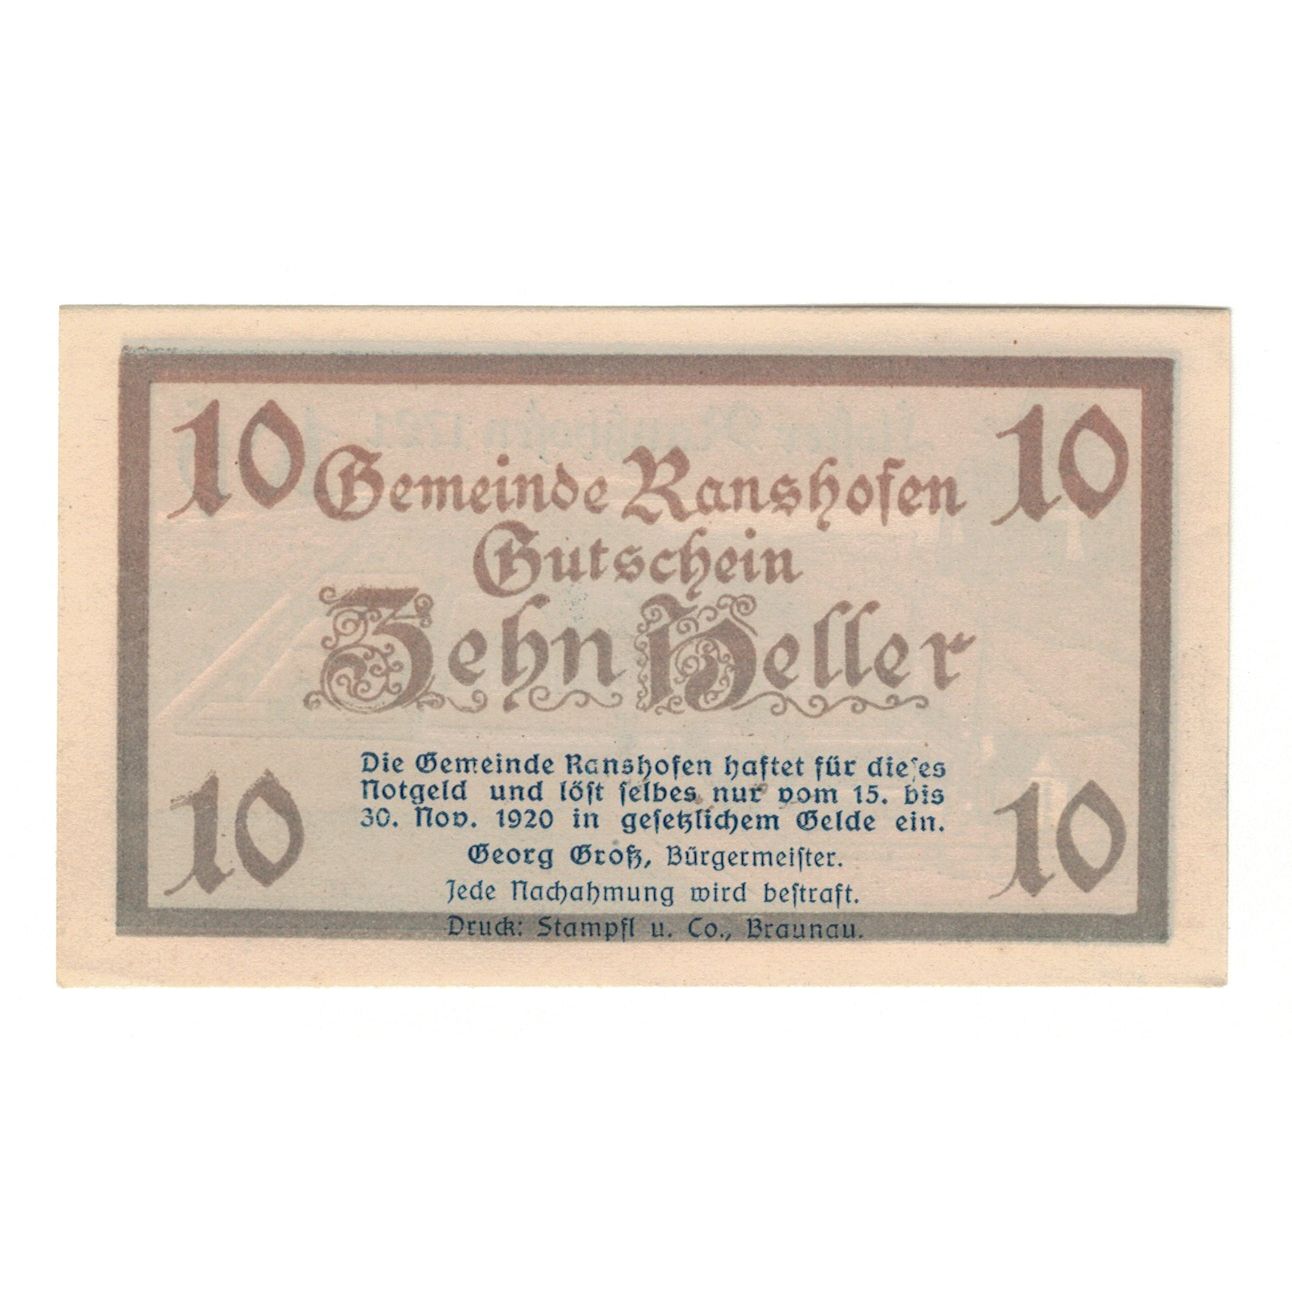 10 10
Gemeinde Ranshofen
Gutschein
Zehn Heller
Die Gemeinde Ranshofen haftet für dieses
Notgeld und löst selbes nur vom 15. bis
30. Nov. 1920 in gesetzlichem Gelde ein.
10 10
Georg Groß, Bürgermeister.
Jede Nachahmung wird bestraft.
Druck: Stampfl u. Co., Braunau.